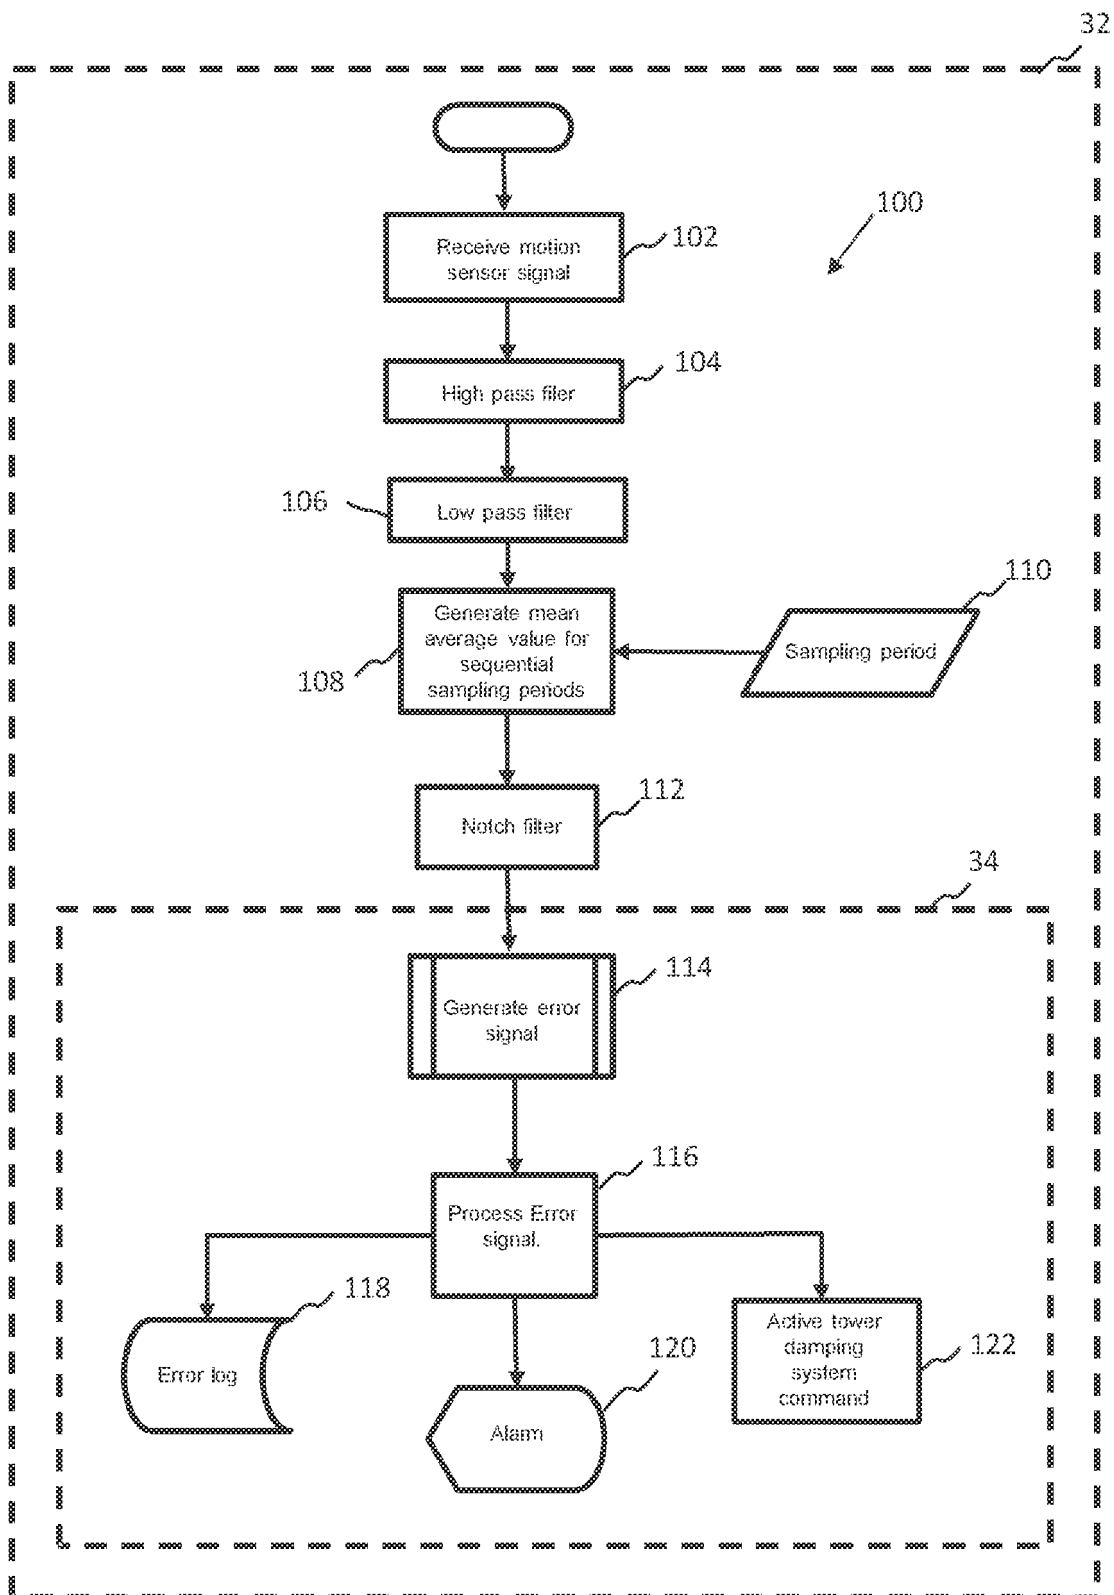 32
100
Receive motion
sensor signal
102
High pass filer
104
106
Low pass filter
110
Generate mean
average value for
sequential
sampling periods
108
Sampling period
112
Notch filter
34
114
Generate error
signal
116
Process Error
signal.
118
Error log
120
Alarm
Active tower
damping
system
command
122